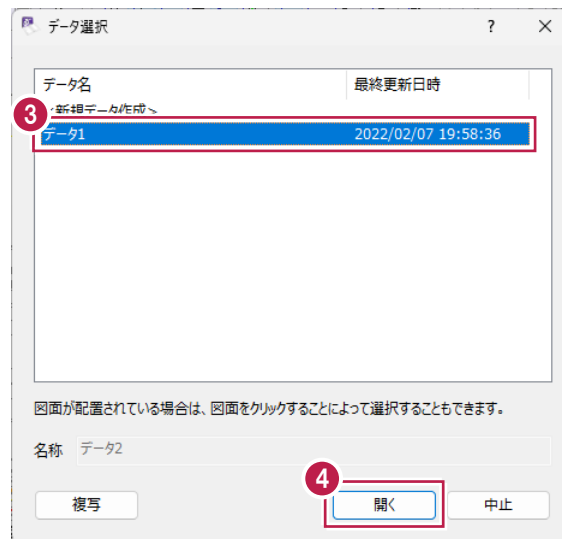 データ選択 ? ×
データ名 最終更新日時
<新規データ作成>
3
データ1 2022/02/07 19:58:36
図面が配置されている場合は、図面をクリックすることによって選択することもできます。
名称 データ2
4
複写 開く 中止